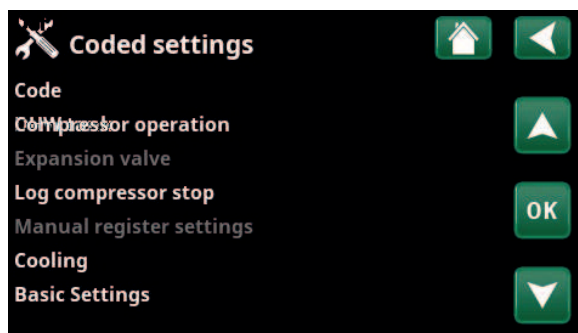 Coded settings
Code
Compressor operation
Expansion valve
Log compressor stop
OK
Manual register settings
Cooling
Basic Settings